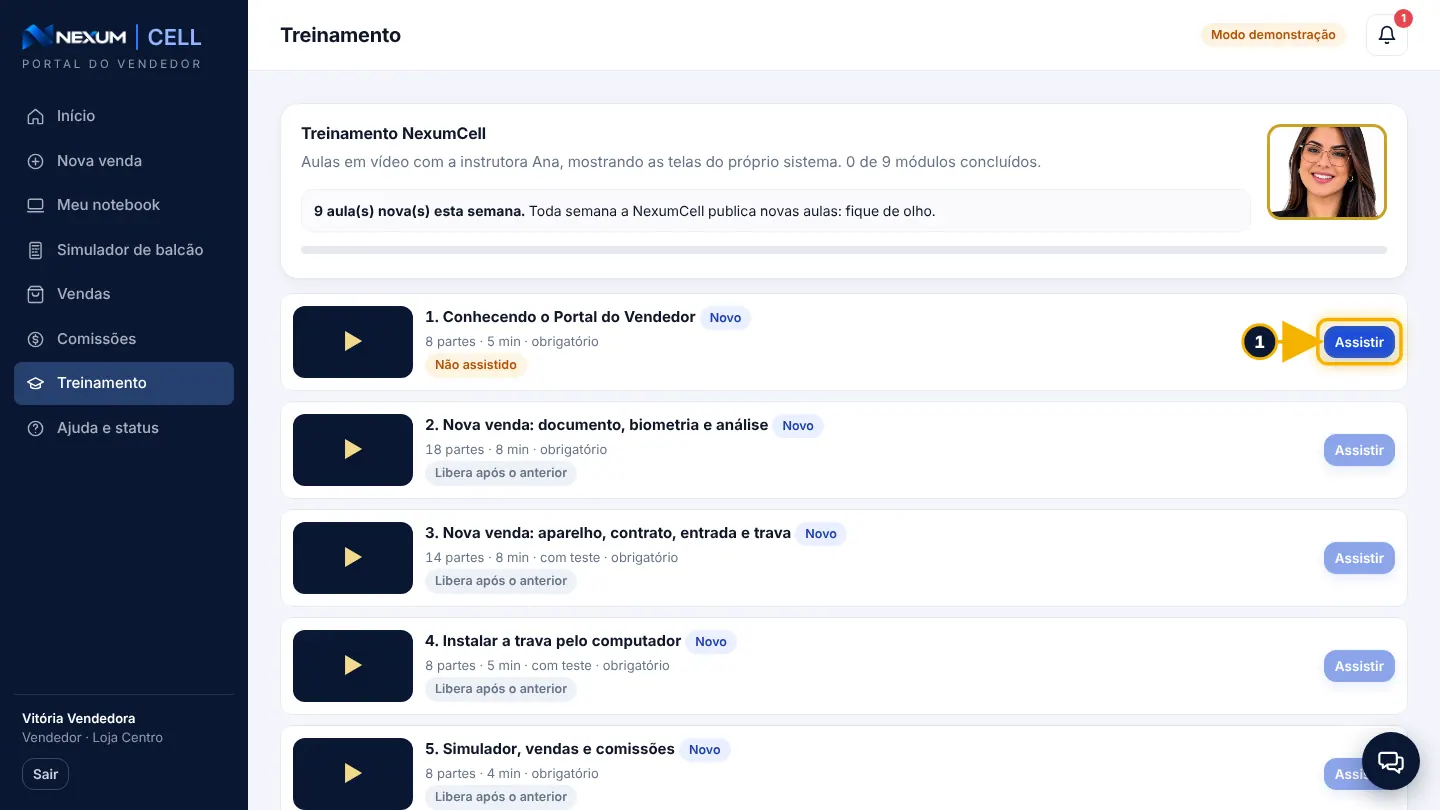 NEXUM | CELL
PORTAL DO VENDEDOR
Início
Nova venda
Meu notebook
Simulador de balcão
Vendas
Comissões
Treinamento
Ajuda e status
Vitória Vendedora
Vendedor · Loja Centro
Sair
Treinamento
Modo demonstração
1
Treinamento NexumCell
Aulas em vídeo com a instrutora Ana, mostrando as telas do próprio sistema. 0 de 9 módulos concluídos.
9 aula(s) nova(s) esta semana. Toda semana a NexumCell publica novas aulas: fique de olho.
1. Conhecendo o Portal do Vendedor Novo
8 partes · 5 min · obrigatório
Não assistido
1
Assistir
2. Nova venda: documento, biometria e análise Novo
18 partes · 8 min · obrigatório
Libera após o anterior
Assistir
3. Nova venda: aparelho, contrato, entrada e trava Novo
14 partes · 8 min · com teste · obrigatório
Libera após o anterior
Assistir
4. Instalar a trava pelo computador Novo
8 partes · 5 min · com teste · obrigatório
Libera após o anterior
Assistir
5. Simulador, vendas e comissões Novo
8 partes · 4 min · obrigatório
Libera após o anterior